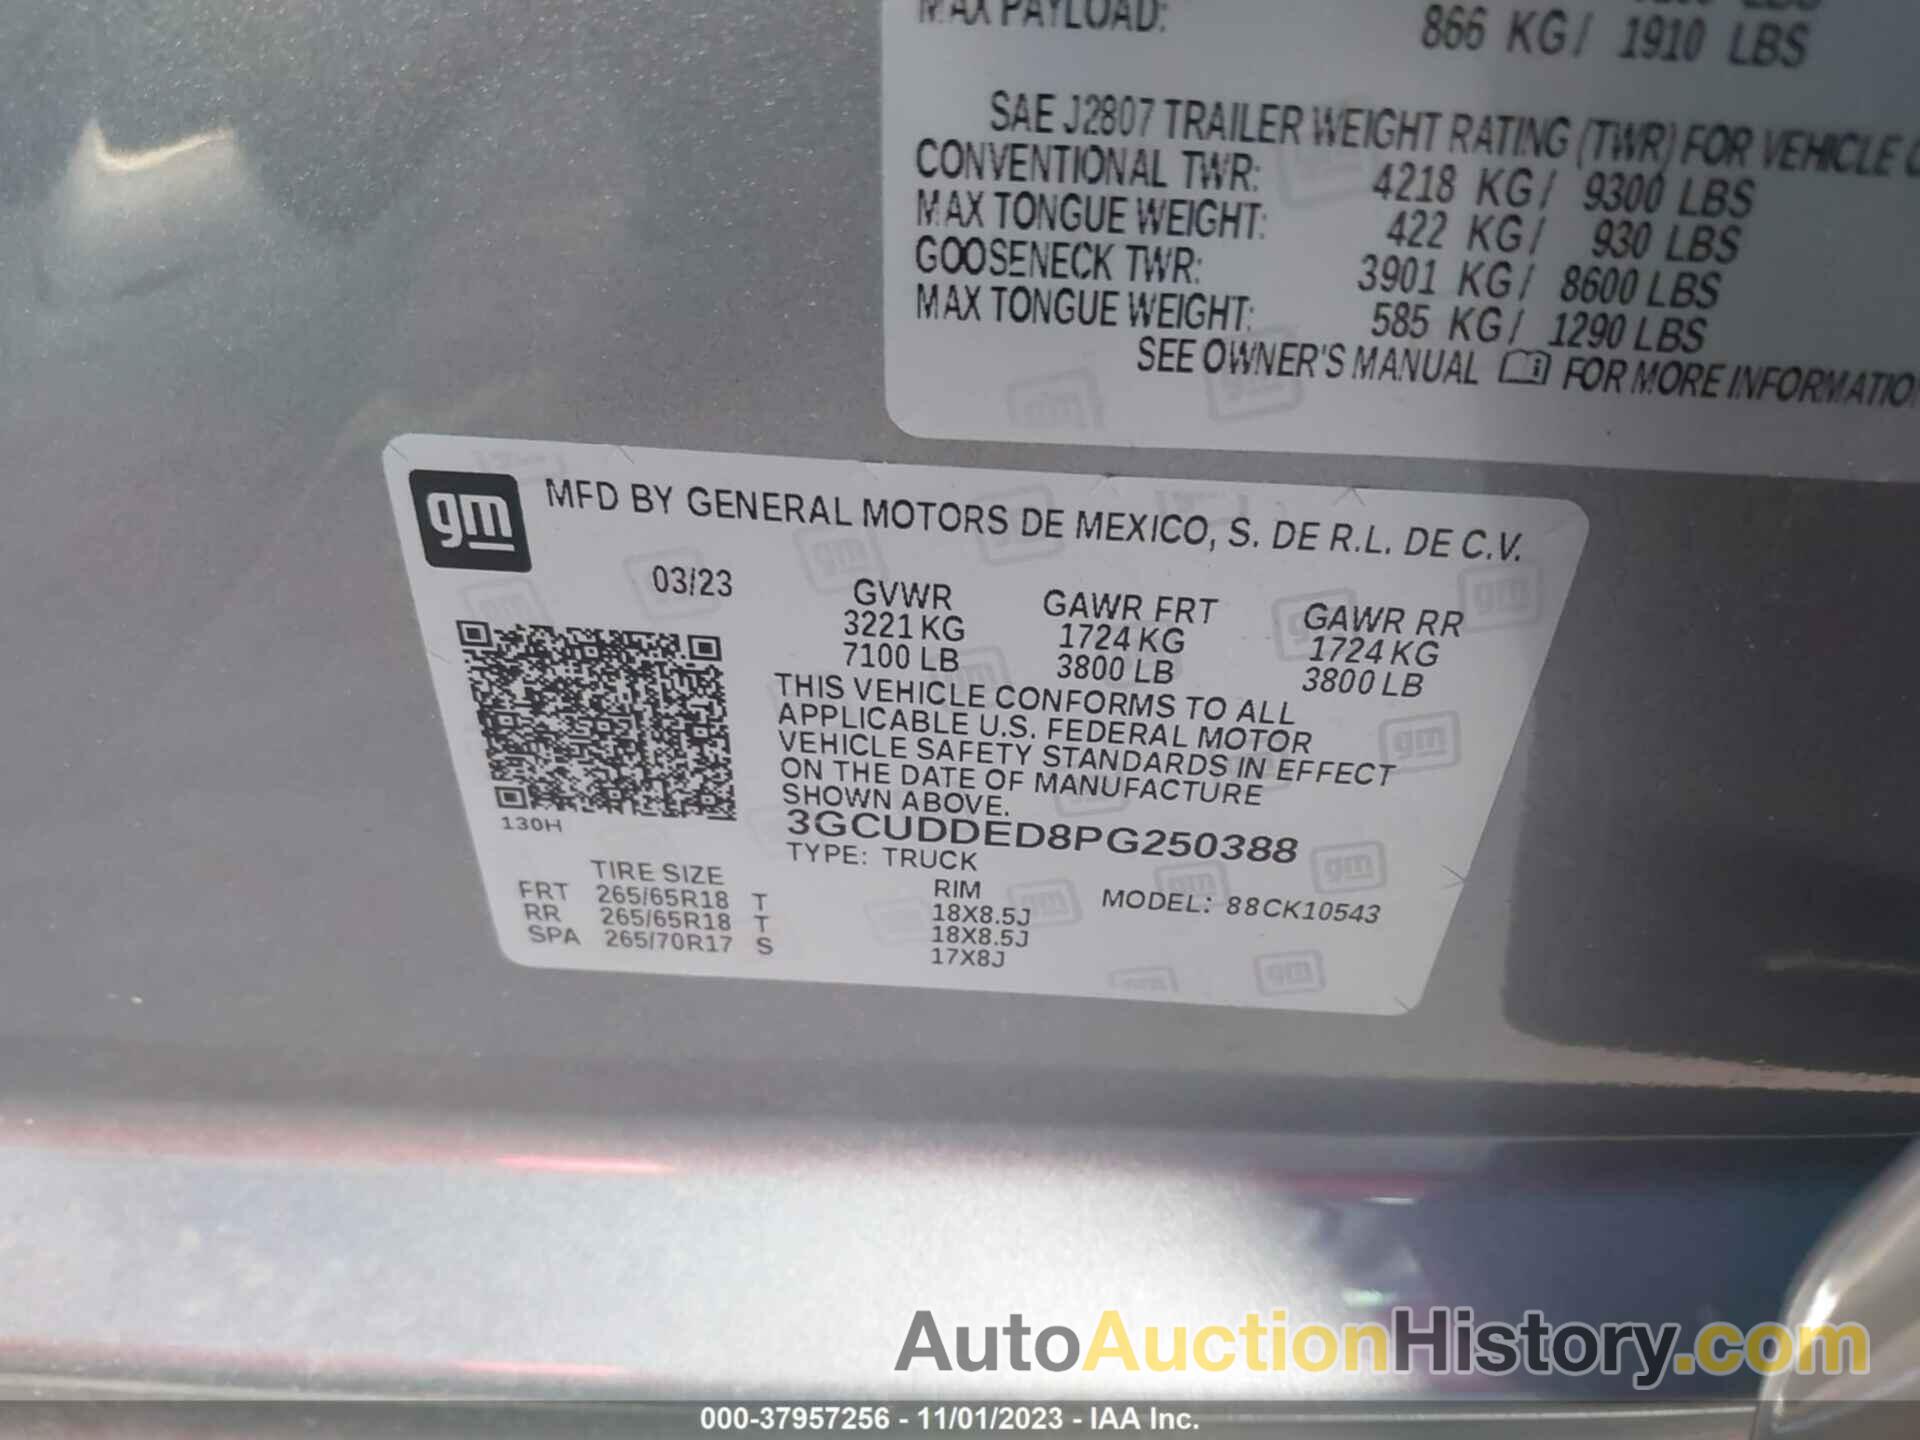 MAX PAYLOAD: 866 KG/ 1910 LBS
SAE J2807 TRAILER WEIGHT RATING (TWR) FOR VEHICLE
CONVENTIONAL TWR: 4218 KG/ 9300 LBS
MAX TONGUE WEIGHT: 422 KG/ 930 LBS
GOOSENECK TWR: 3901 KG/ 8600 LBS
MAX TONGUE WEIGHT: 585 KG/ 1290 LBS
SEE OWNER'S MANUAL FOR MORE INFORMATIO
gm MFD BY GENERAL MOTORS DE MEXICO, S. DE R.L. DE C.V.
03/23 GVWR GAWR FRT GAWR RR
3221 KG 1724 KG 1724 KG
7100 LB 3800 LB 3800 LB
THIS VEHICLE CONFORMS TO ALL
APPLICABLE U.S. FEDERAL MOTOR
VEHICLE SAFETY STANDARDS IN EFFECT
ON THE DATE OF MANUFACTURE
SHOWN ABOVE.
130H 3GCUDDED8PG250388
TYPE: TRUCK
TIRE SIZE RIM MODEL: 88CK10543
FRT 265/65R18 T 18X8.5J
RR 265/65R18 T 18X8.5J
SPA 265/70R17 S 17X8J
AutoAuctionHistory.com
000-37957256 - 11/01/2023 - IAA Inc.